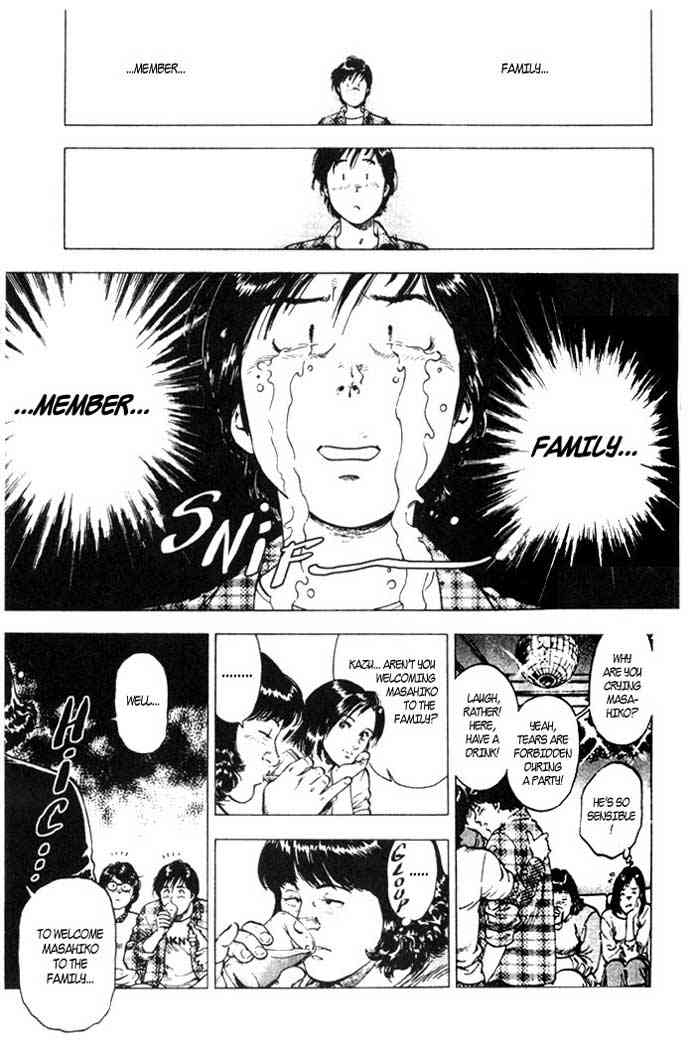 FAMILY...
...MEMBER...
FAMILY...
...MEMBER...
SNIF
WHY
ARE YOU
CRYING
MASA-
HIKO?
YEAH,
TEARS ARE
FORBIDDEN
DURING
A PARTY!
LAUGH,
RATHER!
HERE,
HAVE A
DRINK!
HE'S SO
SENSIBLE
!
KAZU... AREN'T YOU
WELCOMING
MASAHIKO
TO THE
FAMILY?
........
......
GLOUP
WELL...
HIC...
TO WELCOME
MASAHIKO
TO THE
FAMILY...